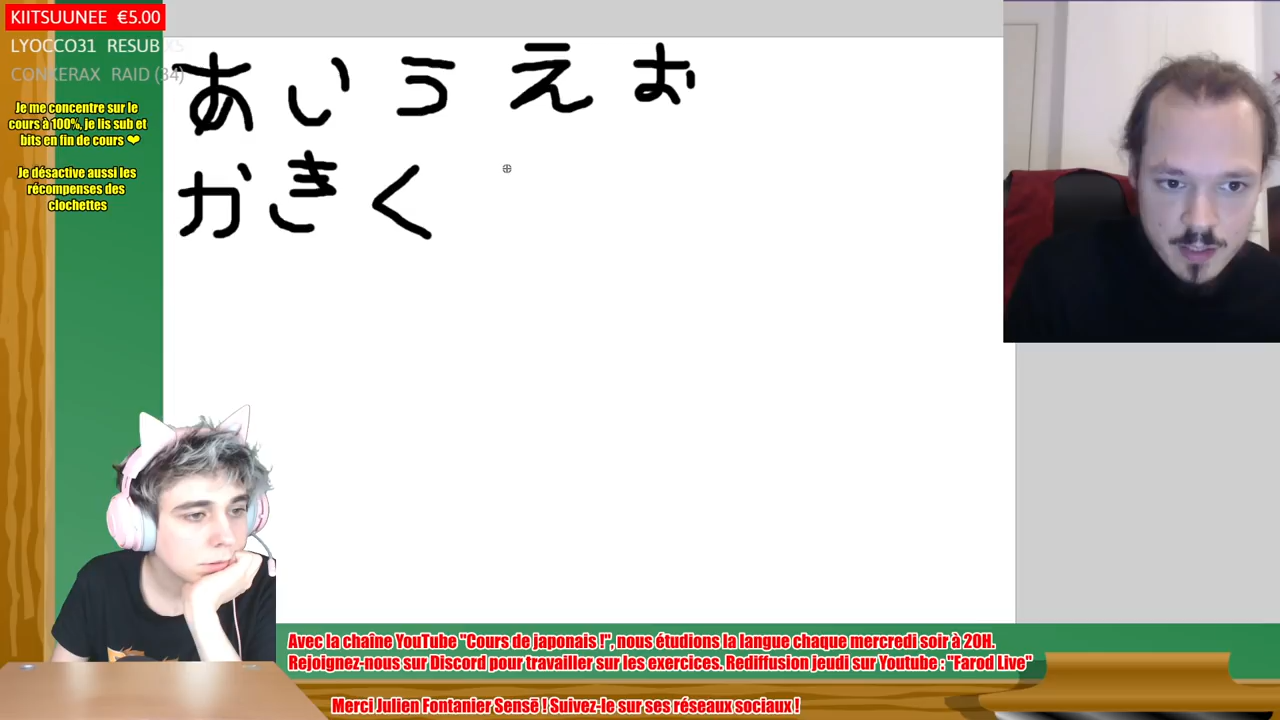 KIITSUUNEE €5.00
LYOCCO31 RESUB X5
CONKERAX RAID (34)
Je me concentre sur le
cours à 100%, je lis sub et
bits en fin de cours ❤
Je désactive aussi les
récompenses des
clochettes
あ い う え お
か き く
Avec la chaîne YouTube "Cours de japonais !", nous étudions la langue chaque mercredi soir à 20H.
Rejoignez-nous sur Discord pour travailler sur les exercices. Rediffusion jeudi sur Youtube : "Farod Live"
Merci Julien Fontanier Sensē ! Suivez-le sur ses réseaux sociaux !